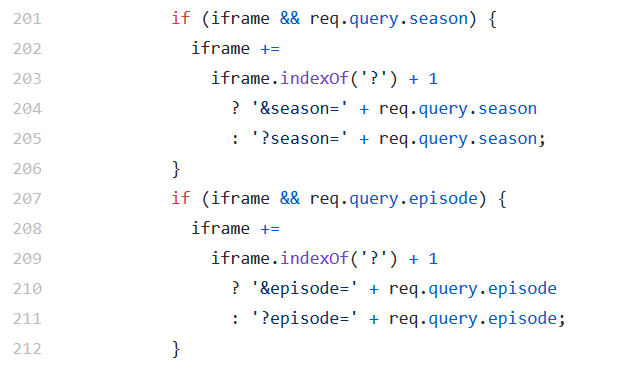 201 if (iframe && req.query.season) {
202 iframe +=
203 iframe.indexOf('?') + 1
204 ? '&season=' + req.query.season
205 : '?season=' + req.query.season;
206 }
207 if (iframe && req.query.episode) {
208 iframe +=
209 iframe.indexOf('?') + 1
210 ? '&episode=' + req.query.episode
211 : '?episode=' + req.query.episode;
212 }